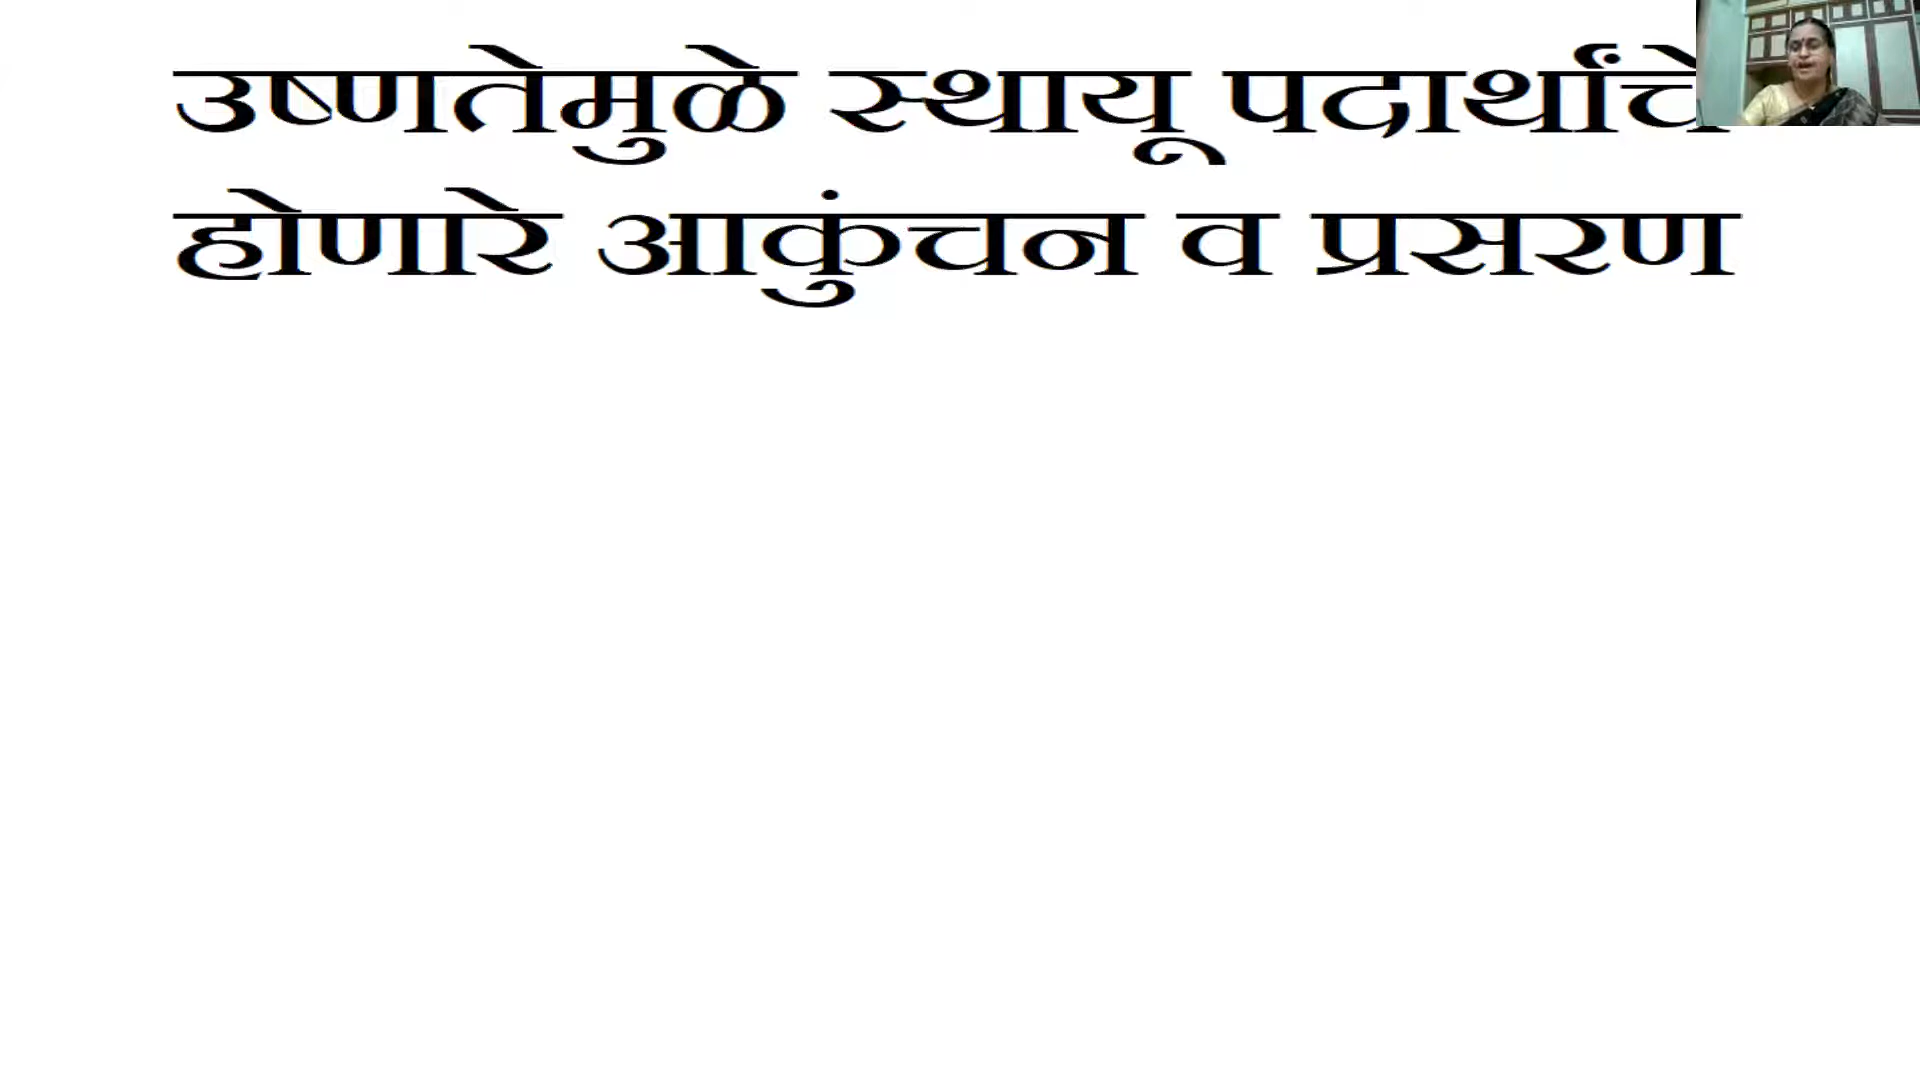 उष्णतेमुळे स्थायू पदार्थांचे
होणारे आकुंचन व प्रसरण